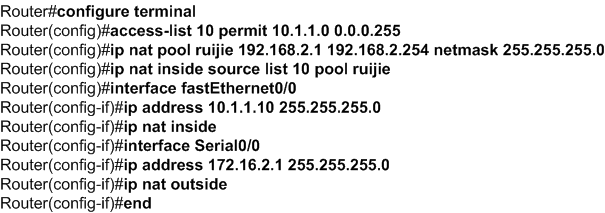 Router#configure terminal
Router(config)#access-list 10 permit 10.1.1.0 0.0.0.255
Router(config)#ip nat pool ruijie 192.168.2.1 192.168.2.254 netmask 255.255.255.0
Router(config)#ip nat inside source list 10 pool ruijie
Router(config)#interface fastEthernet0/0
Router(config-if)#ip address 10.1.1.10 255.255.255.0
Router(config-if)#ip nat inside
Router(config-if)#interface Serial0/0
Router(config-if)#ip address 172.16.2.1 255.255.255.0
Router(config-if)#ip nat outside
Router(config-if)#end